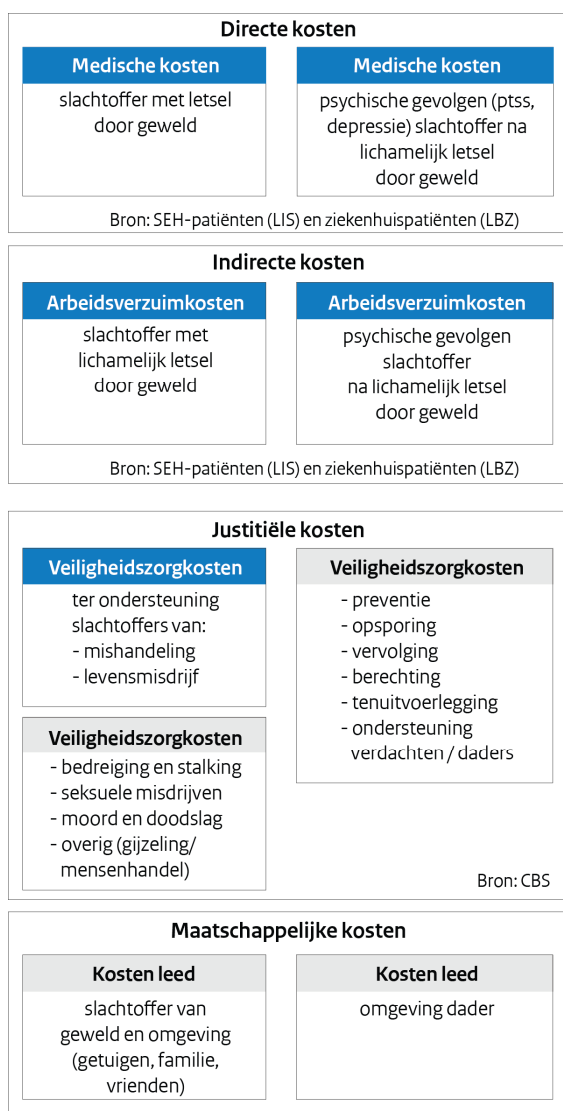 Directe kosten
Medische kosten
slachtoffer met letsel
door geweld
Medische kosten
psychische gevolgen (ptss,
depressie) slachtoffer na
lichamelijk letsel
door geweld
Bron: SEH-patiënten (LIS) en ziekenhuispatiënten (LBZ)
Indirecte kosten
Arbeidsverzuimkosten
slachtoffer met
lichamelijk letsel
door geweld
Arbeidsverzuimkosten
psychische gevolgen
slachtoffer
na lichamelijk letsel
door geweld
Bron: SEH-patiënten (LIS) en ziekenhuispatiënten (LBZ)
Justitiële kosten
Veiligheidszorgkosten
ter ondersteuning
slachtoffers van:
- mishandeling
- levensmisdrijf
Veiligheidszorgkosten
- bedreiging en stalking
- seksuele misdrijven
- moord en doodslag
- overig (gijzeling/
mensenhandel)
Veiligheidszorgkosten
- preventie
- opsporing
- vervolging
- berechting
- tenuitvoerlegging
- ondersteuning
verdachten / daders
Bron: CBS
Maatschappelijke kosten
Kosten leed
slachtoffer van
geweld en omgeving
(getuigen, familie,
vrienden)
Kosten leed
omgeving dader